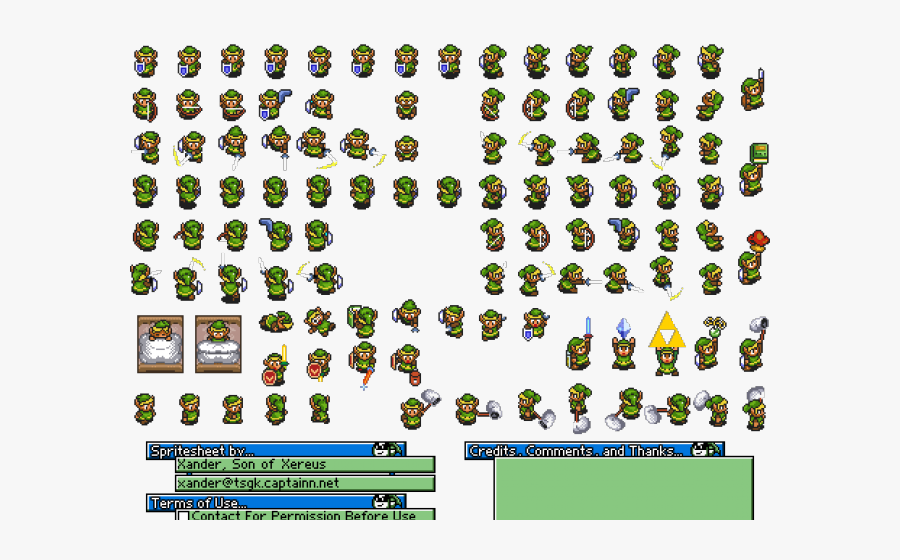 Spritesheet by...
Xander, Son of Xereus
xander@tsgk.captainn.net
Terms of Use...
Contact For Permission Before Use
Credits, Comments, and Thanks...